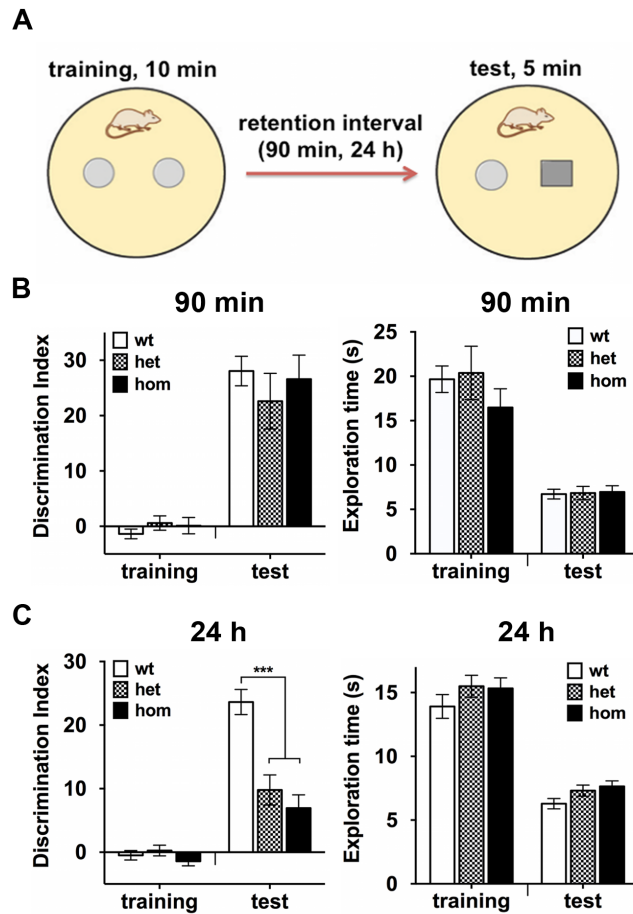 A
training, 10 min
test, 5 min
retention interval
(90 min, 24 h)
B
90 min
Discrimination Index
30
20
10
0
wt
het
hom
training
test
90 min
Exploration time (s)
25
20
15
10
5
0
wt
het
hom
training
test
C
24 h
Discrimination Index
30
20
10
0
wt
het
hom
***
training
test
24 h
Exploration time (s)
15
10
5
0
wt
het
hom
training
test